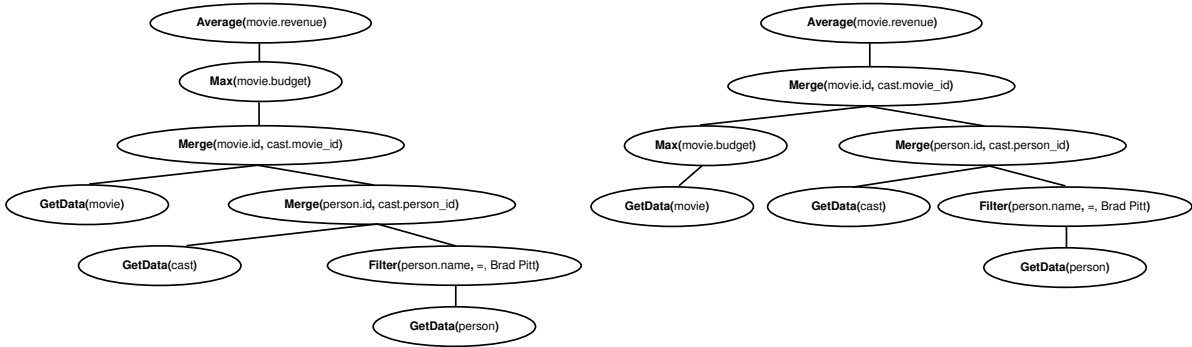 Average(movie.revenue)
Max(movie.budget)
Merge(movie.id, cast.movie_id)
GetData(movie)
Merge(person.id, cast.person_id)
GetData(cast)
Filter(person.name, =, Brad Pitt)
GetData(person)
Average(movie.revenue)
Merge(movie.id, cast.movie_id)
Max(movie.budget)
Merge(person.id, cast.person_id)
GetData(movie)
GetData(cast)
Filter(person.name, =, Brad Pitt)
GetData(person)